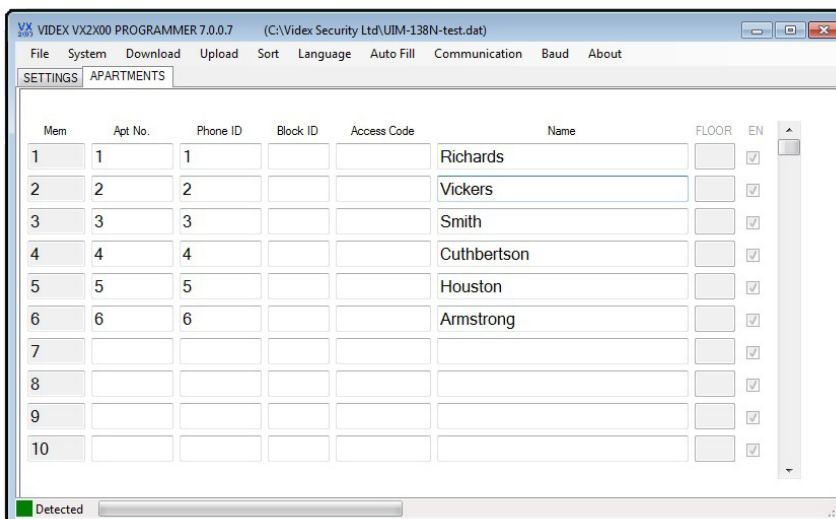 VX 2X00 VIDEX VX2X00 PROGRAMMER 7.0.0.7 (C:\Videx Security Ltd\UIM-138N-test.dat)
File System Download Upload Sort Language Auto Fill Communication Baud About
SETTINGS APARTMENTS
Mem Apt No. Phone ID Block ID Access Code Name FLOOR EN
1 1 1 Richards
2 2 2 Vickers
3 3 3 Smith
4 4 4 Cuthbertson
5 5 5 Houston
6 6 6 Armstrong
7
8
9
10
Detected